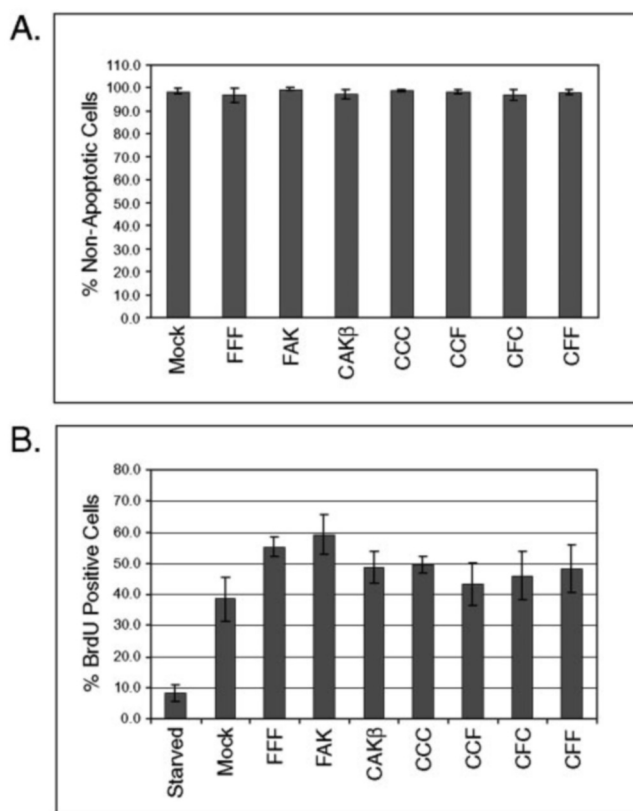 A.
% Non-Apoptotic Cells
110.0
100.0
90.0
80.0
70.0
60.0
50.0
40.0
30.0
20.0
10.0
0.0
Mock
FFF
FAK
CAKβ
CCC
CCF
CFC
CFF
B.
% BrdU Positive Cells
80.0
70.0
60.0
50.0
40.0
30.0
20.0
10.0
0.0
Starved
Mock
FFF
FAK
CAKβ
CCC
CCF
CFC
CFF